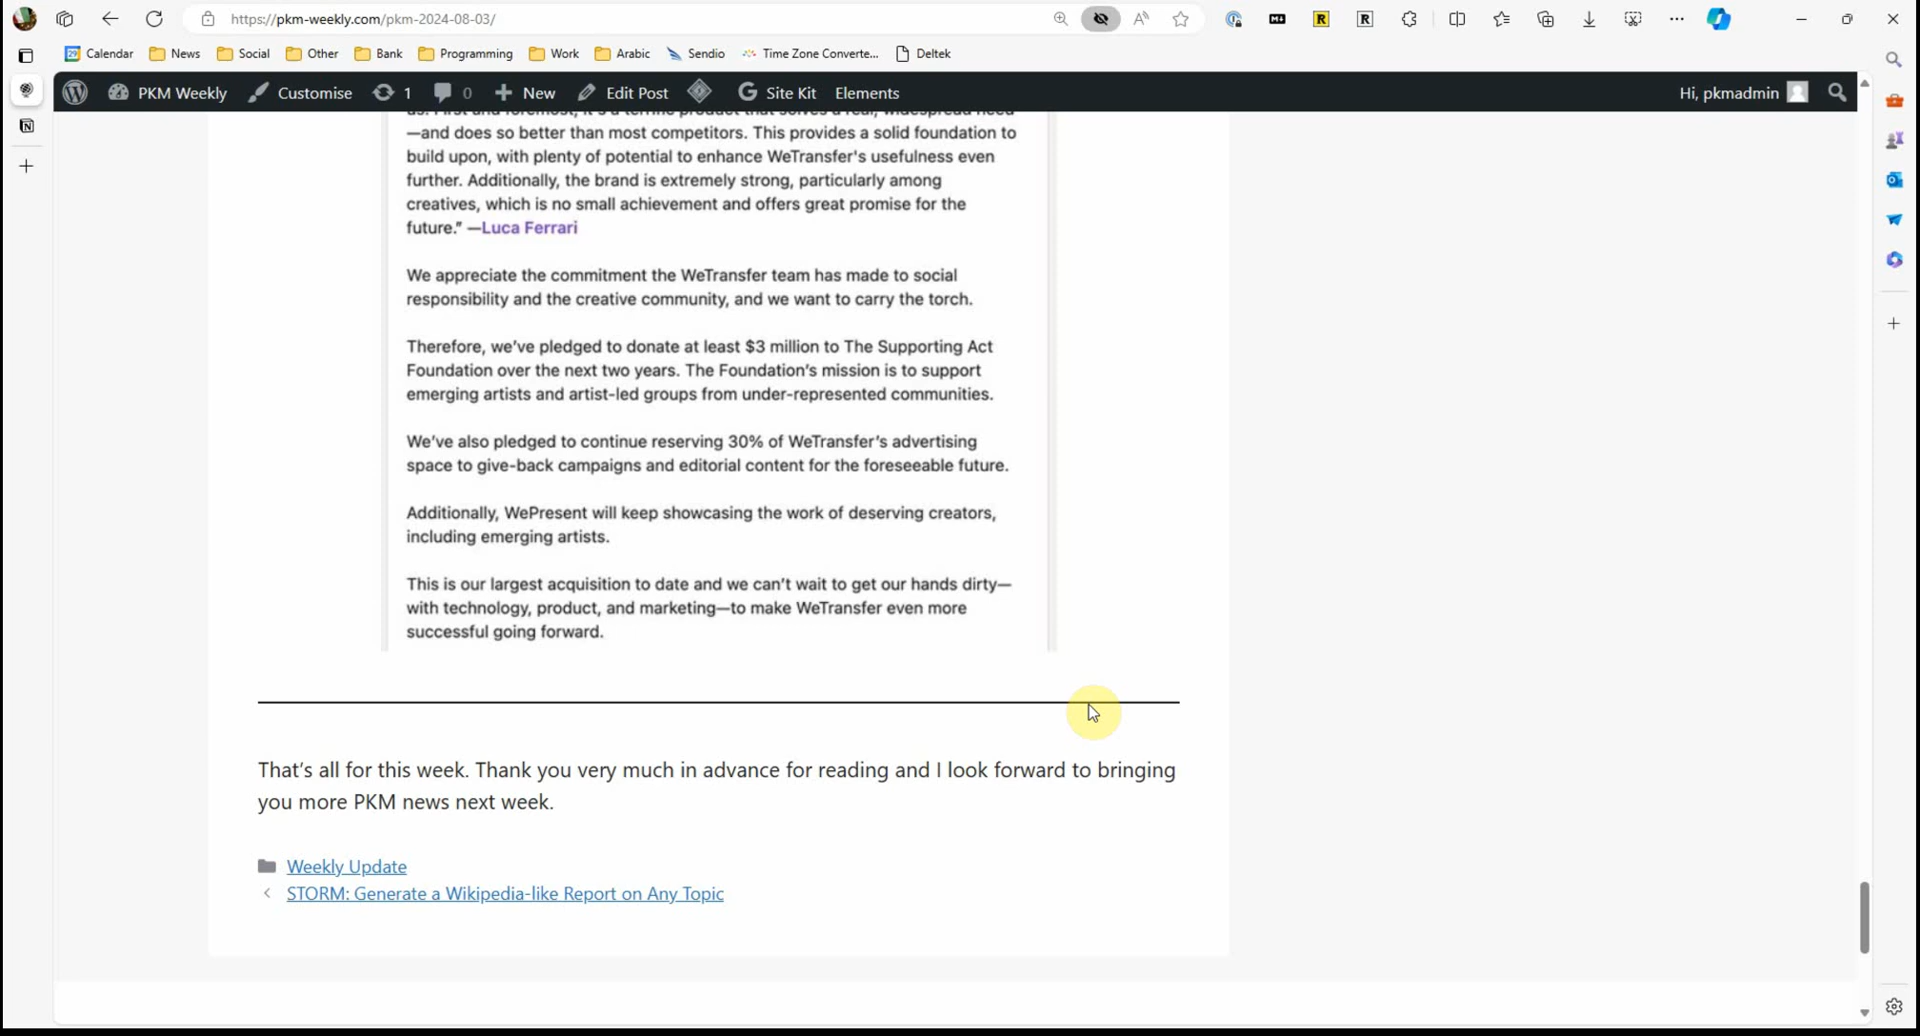 https://pkm-weekly.com/pkm-2024-08-03/
Calendar News Social Other Bank Programming Work Arabic Sendio Time Zone Converte... Deltek
PKM Weekly Customise 1 0 New Edit Post Site Kit Elements Hi, pkmadmin
us. First and foremost, it's a terrific product that solves a real, widespread need
—and does so better than most competitors. This provides a solid foundation to
build upon, with plenty of potential to enhance WeTransfer's usefulness even
further. Additionally, the brand is extremely strong, particularly among
creatives, which is no small achievement and offers great promise for the
future." —Luca Ferrari
We appreciate the commitment the WeTransfer team has made to social
responsibility and the creative community, and we want to carry the torch.
Therefore, we've pledged to donate at least $3 million to The Supporting Act
Foundation over the next two years. The Foundation's mission is to support
emerging artists and artist-led groups from under-represented communities.
We've also pledged to continue reserving 30% of WeTransfer's advertising
space to give-back campaigns and editorial content for the foreseeable future.
Additionally, WePresent will keep showcasing the work of deserving creators,
including emerging artists.
This is our largest acquisition to date and we can't wait to get our hands dirty—
with technology, product, and marketing—to make WeTransfer even more
successful going forward.
That's all for this week. Thank you very much in advance for reading and I look forward to bringing
you more PKM news next week.
Weekly Update
STORM: Generate a Wikipedia-like Report on Any Topic